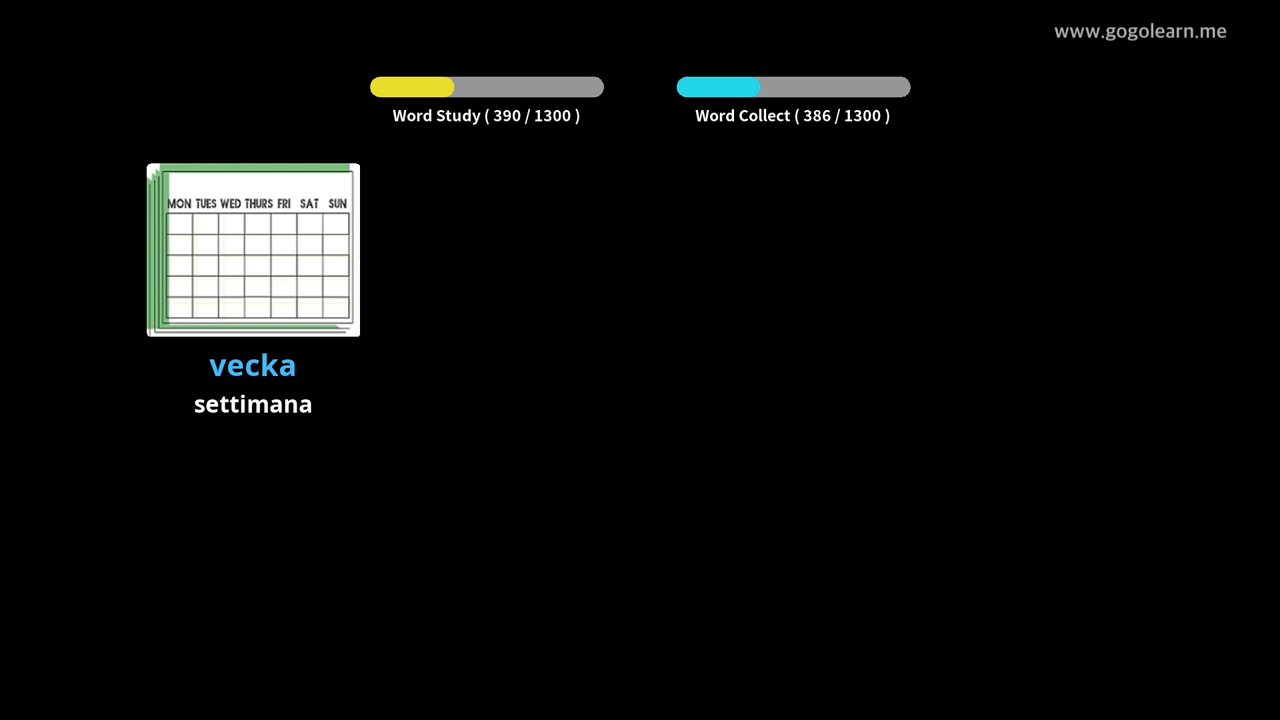 www.gogolearn.me
Word Study ( 390 / 1300 )
Word Collect ( 386 / 1300 )
MON TUES WED THURS FRI SAT SUN
vecka
settimana